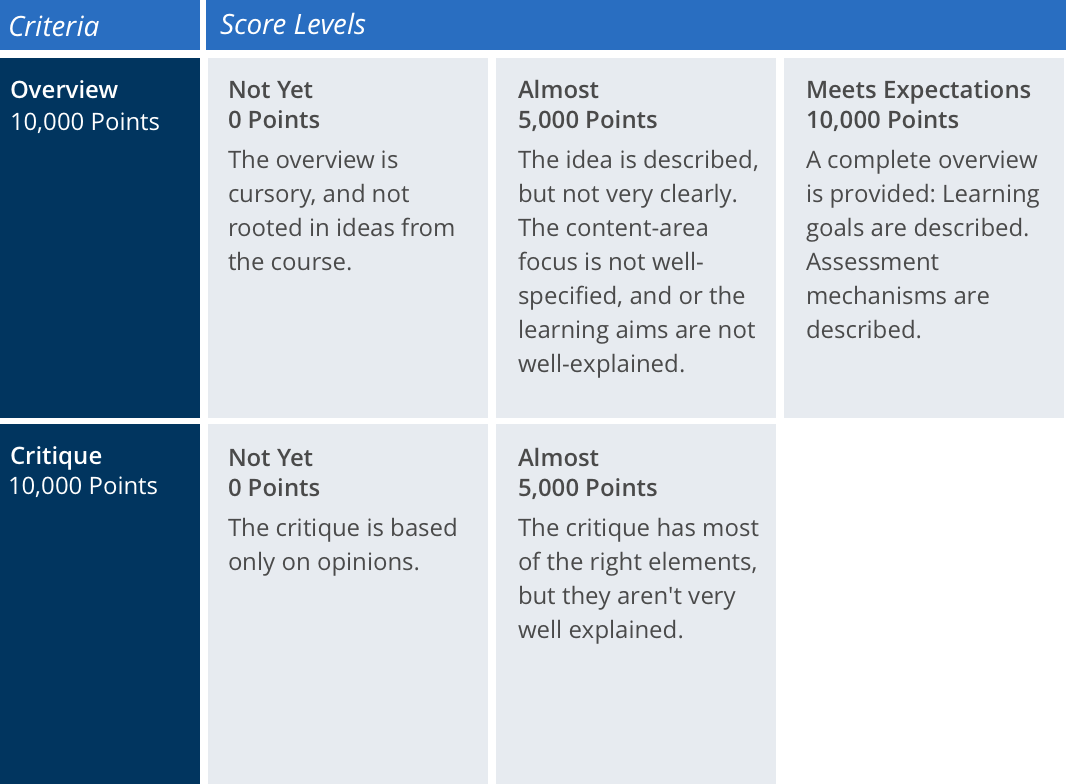 Criteria
Score Levels
Overview
10,000 Points
Not Yet
0 Points
The overview is
cursory, and not
rooted in ideas from
the course.
Almost
5,000 Points
The idea is described,
but not very clearly.
The content-area
focus is not well-
specified, and or the
learning aims are not
well-explained.
Meets Expectations
10,000 Points
A complete overview
is provided: Learning
goals are described.
Assessment
mechanisms are
described.
Critique
10,000 Points
Not Yet
0 Points
The critique is based
only on opinions.
Almost
5,000 Points
The critique has most
of the right elements,
but they aren't very
well explained.